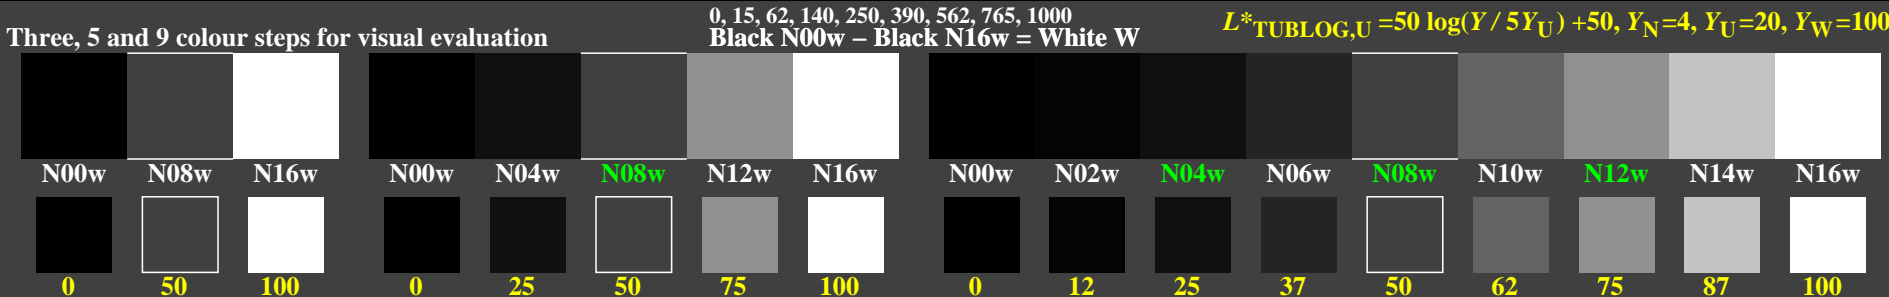 Three, 5 and 9 colour steps for visual evaluation
0, 15, 62, 140, 250, 390, 562, 765, 1000
Black N00w – Black N16w = White W
L*TUBLOG,U =50 log(Y / 5YU) +50, YN=4, YU=20, YW=100
N00w N08w N16w N00w N04w N08w N12w N16w N00w N02w N04w N06w N08w N10w N12w N14w N16w
0 50 100 0 25 50 75 100 0 12 25 37 50 62 75 87 100